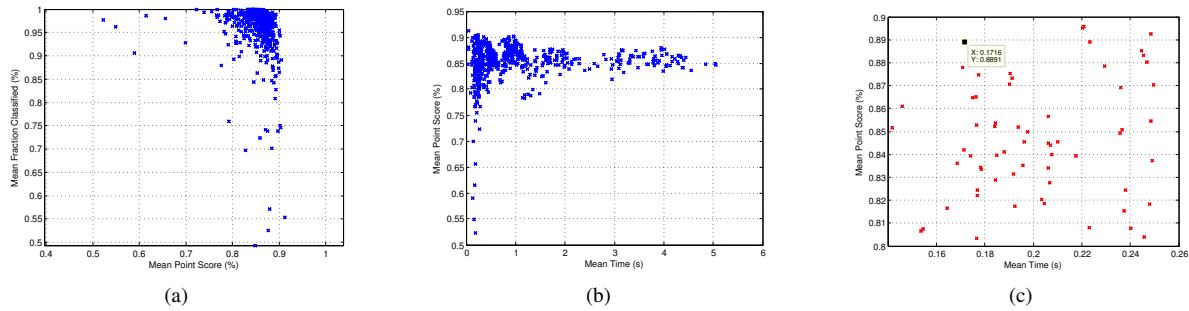 1
0.95
0.9
0.85
0.8
0.75
0.7
0.65
0.6
0.55
0.5
Mean Fraction Classified (%)
0.4 0.5 0.6 0.7 0.8 0.9 1
Mean Point Score (%)
(a)
0.95
0.9
0.85
0.8
0.75
0.7
0.65
0.6
0.55
0.5
Mean Point Score (%)
0 1 2 3 4 5 6
Mean Time (s)
(b)
0.9
0.89
0.88
0.87
0.86
0.85
0.84
0.83
0.82
0.81
0.8
Mean Point Score (%)
X: 0.1716
Y: 0.8891
0.16 0.18 0.2 0.22 0.24 0.26
Mean Time (s)
(c)